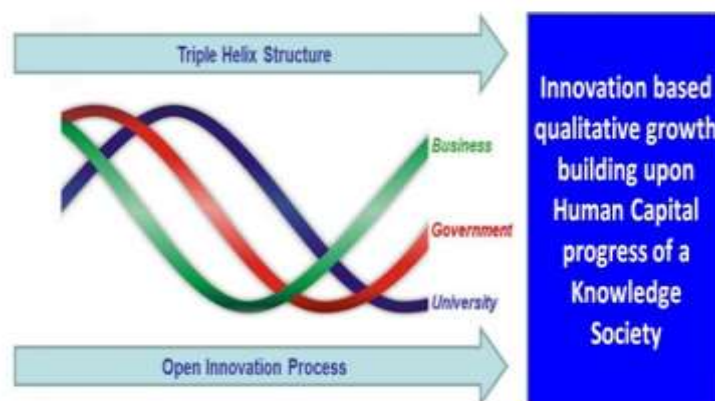 Triple Helix Structure
Business
Government
University
Open Innovation Process
Innovation based
qualitative growth
building upon
Human Capital
progress of a
Knowledge
Society